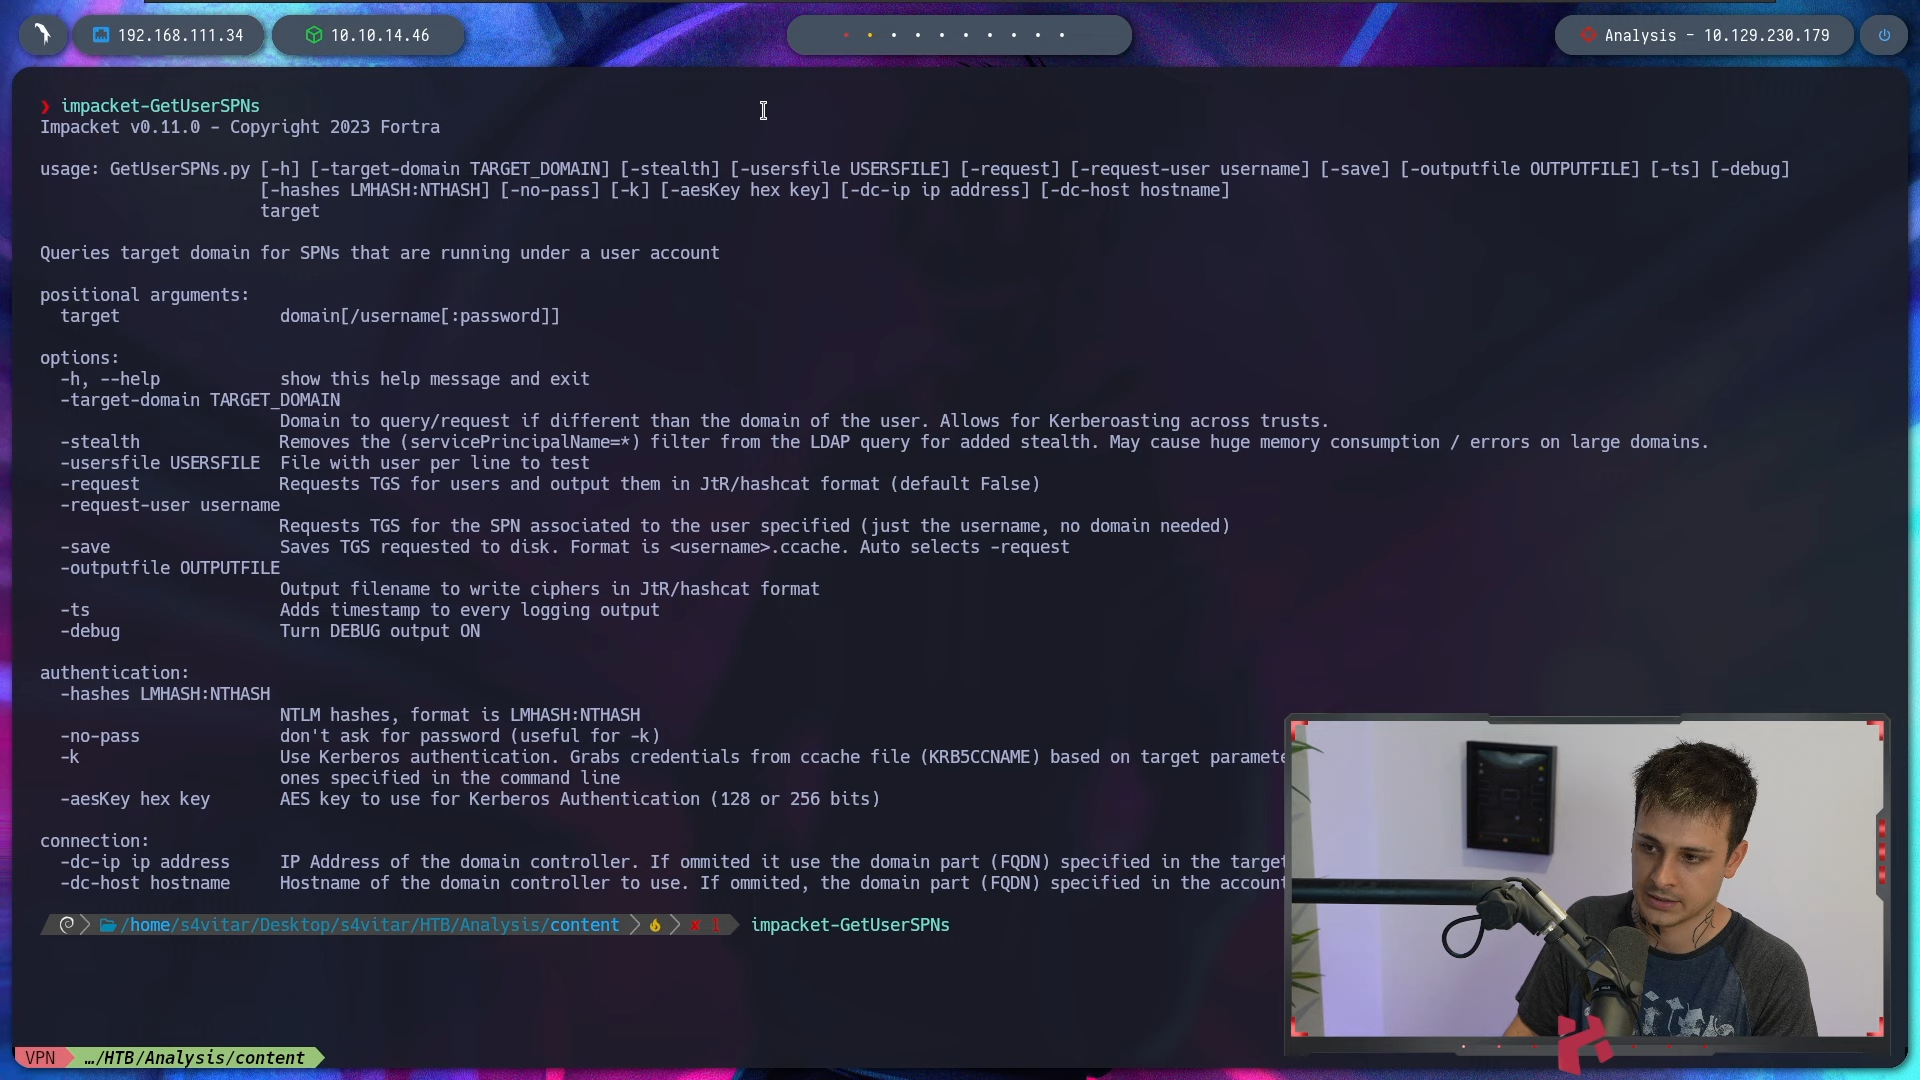 192.168.111.34
10.10.14.46
Analysis - 10.129.230.179
❯ impacket-GetUserSPNs
Impacket v0.11.0 - Copyright 2023 Fortra
usage: GetUserSPNs.py [-h] [-target-domain TARGET_DOMAIN] [-stealth] [-usersfile USERSFILE] [-request] [-request-user username] [-save] [-outputfile OUTPUTFILE] [-ts] [-debug]
[-hashes LMHASH:NTHASH] [-no-pass] [-k] [-aesKey hex key] [-dc-ip ip address] [-dc-host hostname]
target
Queries target domain for SPNs that are running under a user account
positional arguments:
target domain[/username[:password]]
options:
-h, --help show this help message and exit
-target-domain TARGET_DOMAIN
Domain to query/request if different than the domain of the user. Allows for Kerberoasting across trusts.
-stealth Removes the (servicePrincipalName=*) filter from the LDAP query for added stealth. May cause huge memory consumption / errors on large domains.
-usersfile USERSFILE File with user per line to test
-request Requests TGS for users and output them in JtR/hashcat format (default False)
-request-user username
Requests TGS for the SPN associated to the user specified (just the username, no domain needed)
-save Saves TGS requested to disk. Format is <username>.ccache. Auto selects -request
-outputfile OUTPUTFILE
Output filename to write ciphers in JtR/hashcat format
-ts Adds timestamp to every logging output
-debug Turn DEBUG output ON
authentication:
-hashes LMHASH:NTHASH
NTLM hashes, format is LMHASH:NTHASH
-no-pass don't ask for password (useful for -k)
-k Use Kerberos authentication. Grabs credentials from ccache file (KRB5CCNAME) based on target paramete
ones specified in the command line
-aesKey hex key AES key to use for Kerberos Authentication (128 or 256 bits)
connection:
-dc-ip ip address IP Address of the domain controller. If ommited it use the domain part (FQDN) specified in the target
-dc-host hostname Hostname of the domain controller to use. If ommited, the domain part (FQDN) specified in the account
/home/s4vitar/Desktop/s4vitar/HTB/Analysis/content ✗ 1 impacket-GetUserSPNs
VPN …/HTB/Analysis/content